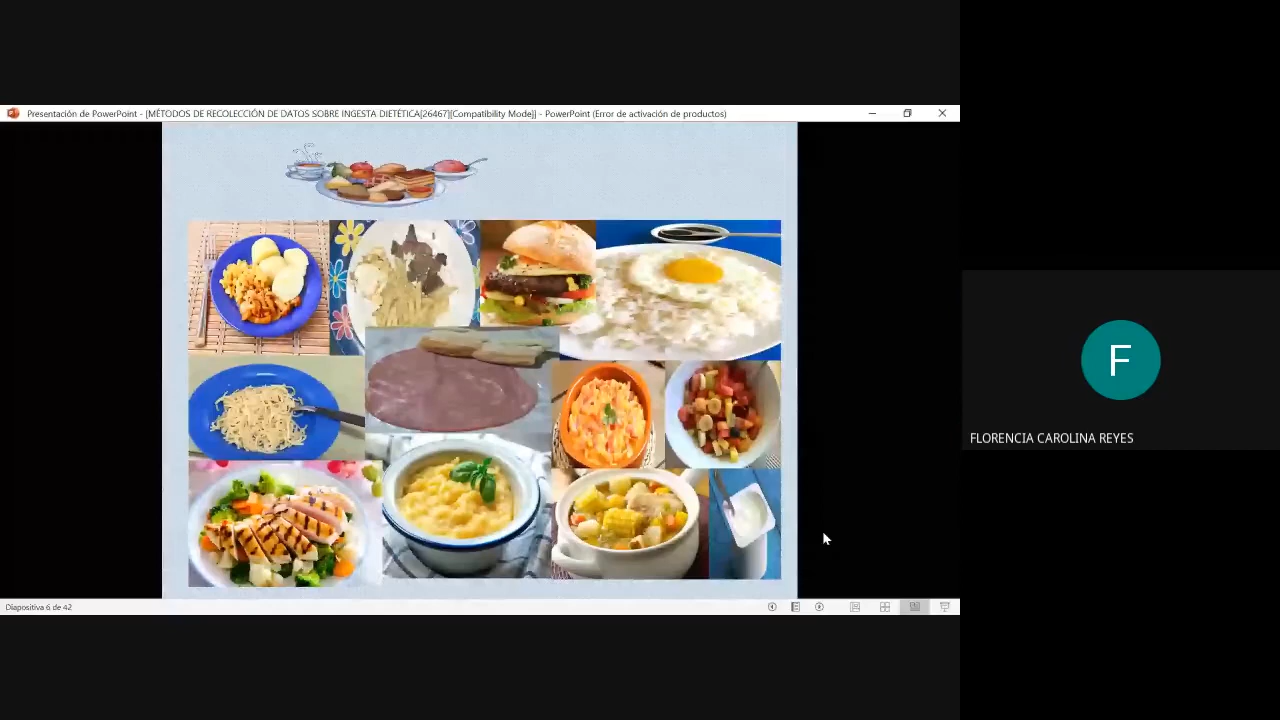 Presentación de PowerPoint - [MÉTODOS DE RECOLECCIÓN DE DATOS SOBRE INGESTA DIETÉTICA[26467][Compatibility Mode]] - PowerPoint (Error de activación de productos)
F
FLORENCIA CAROLINA REYES
Diapositiva 6 de 42